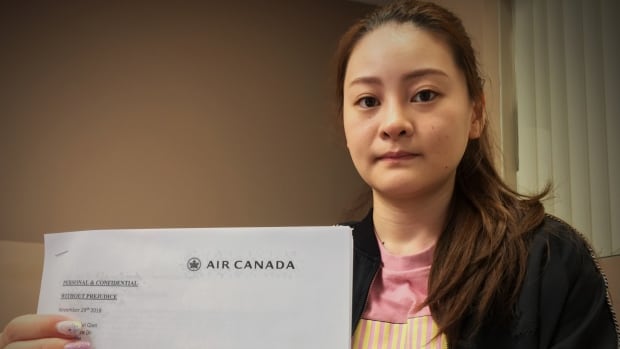 AIR CANADA
PERSONAL & CONFIDENTIAL
WITHOUT PREJUDICE
November 29th 2018